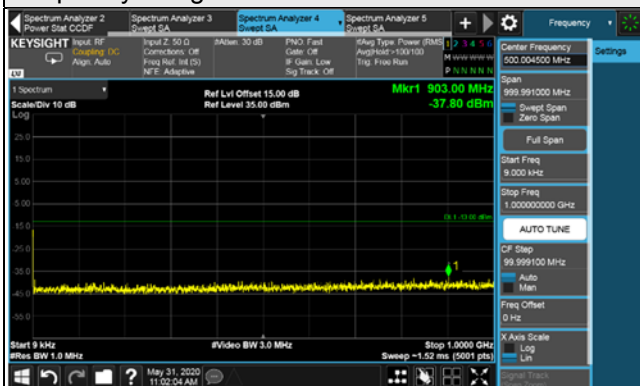 Spectrum Analyzer 2
Power Stat CCDF
Spectrum Analyzer 3
Swept SA
Spectrum Analyzer 4
Swept SA
Spectrum Analyzer 5
Swept SA
+
Frequency
KEYSIGHT
Input: RF
Coupling: DC
Align: Auto
Input Z: 50 Ω
Corrections: Off
Freq Ref: Int (S)
NFE: Adaptive
#Atten: 30 dB
PNO: Fast
Gate: Off
IF Gain: Low
Sig Track: Off
#Avg Type: Power (RMS)
Avg|Hold:>100/100
Trig: Free Run
1 2 3 4 5 6
M W W W W W
P N N N N N
LVI
1 Spectrum
Scale/Div 10 dB
Log
Ref Lvl Offset 15.00 dB
Ref Level 35.00 dBm
Mkr1 903.00 MHz
-37.80 dBm
25.0
15.0
5.00
-5.00
-15.0
-25.0
-35.0
-45.0
-55.0
DL1 -13.00 dBm
1
Start 9 kHz
#Res BW 1.0 MHz
#Video BW 3.0 MHz
Stop 1.0000 GHz
Sweep ~1.52 ms (5001 pts)
Center Frequency
500.004500 MHz
Settings
Span
999.991000 MHz
Swept Span
Zero Span
Full Span
Start Freq
9.000 kHz
Stop Freq
1.000000000 GHz
AUTO TUNE
CF Step
99.999100 MHz
Auto
Man
Freq Offset
0 Hz
X Axis Scale
Log
Lin
Signal Track
May 31, 2020
11:02:04 AM